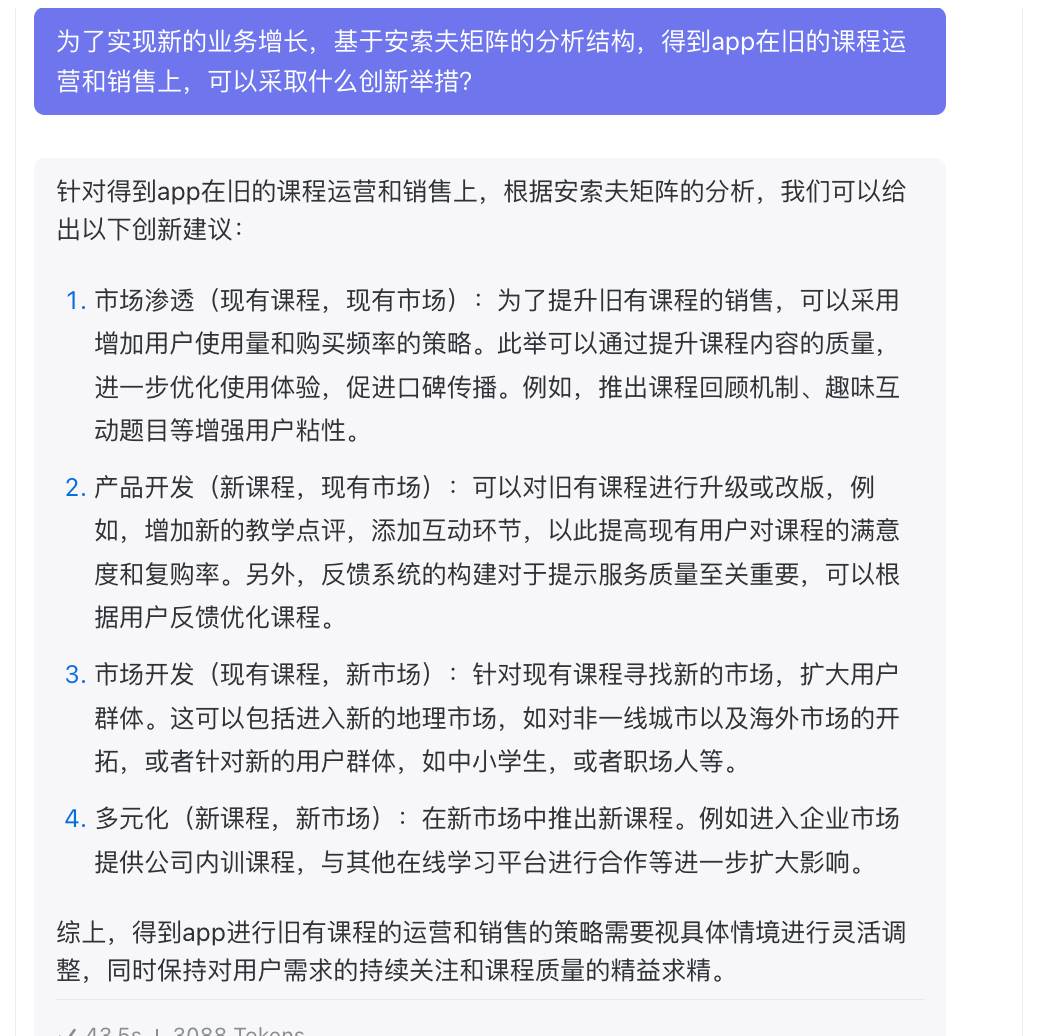 为了实现新的业务增长，基于安索夫矩阵的分析结构，得到app在旧的课程运
营和销售上，可以采取什么创新举措？
针对得到app在旧的课程运营和销售上，根据安索夫矩阵的分析，我们可以给
出以下创新建议：
1. 市场渗透（现有课程，现有市场）：为了提升旧有课程的销售，可以采用
增加用户使用量和购买频率的策略。此举可以通过提升课程内容的质量，
进一步优化使用体验，促进口碑传播。例如，推出课程回顾机制、趣味互
动题目等增强用户粘性。
2. 产品开发（新课程，现有市场）：可以对旧有课程进行升级或改版，例
如，增加新的教学点评，添加互动环节，以此提高现有用户对课程的满意
度和复购率。另外，反馈系统的构建对于提示服务质量至关重要，可以根
据用户反馈优化课程。
3. 市场开发（现有课程，新市场）：针对现有课程寻找新的市场，扩大用户
群体。这可以包括进入新的地理市场，如对非一线城市以及海外市场的开
拓，或者针对新的用户群体，如中小学生，或者职场人等。
4. 多元化（新课程，新市场）：在新市场中推出新课程。例如进入企业市场
提供公司内训课程，与其他在线学习平台进行合作等进一步扩大影响。
综上，得到app进行旧有课程的运营和销售的策略需要视具体情境进行灵活调
整，同时保持对用户需求的持续关注和课程质量的精益求精。
43.5s | 3088 Tokens